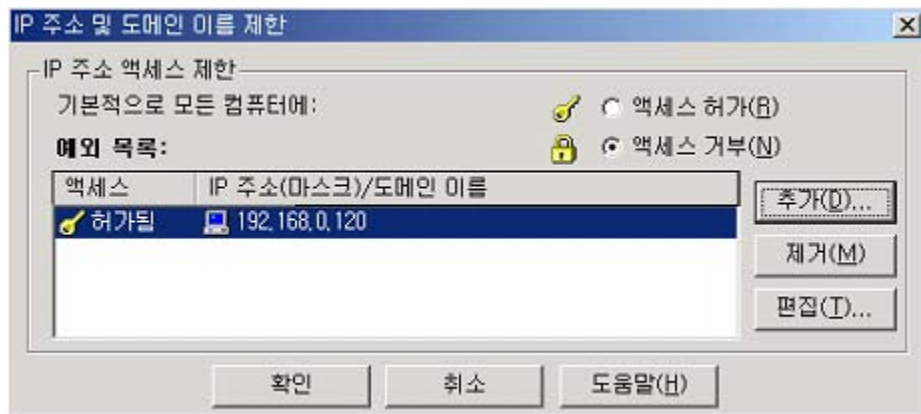 IP 주소 및 도메인 이름 제한
IP 주소 액세스 제한
기본적으로 모든 컴퓨터에:
액세스 허가(R)
예외 목록:
액세스 거부(N)
액세스 IP 주소(마스크)/도메인 이름
허가됨 192,168,0,120
추가(D)...
제거(M)
편집(T)...
확인 취소 도움말(H)